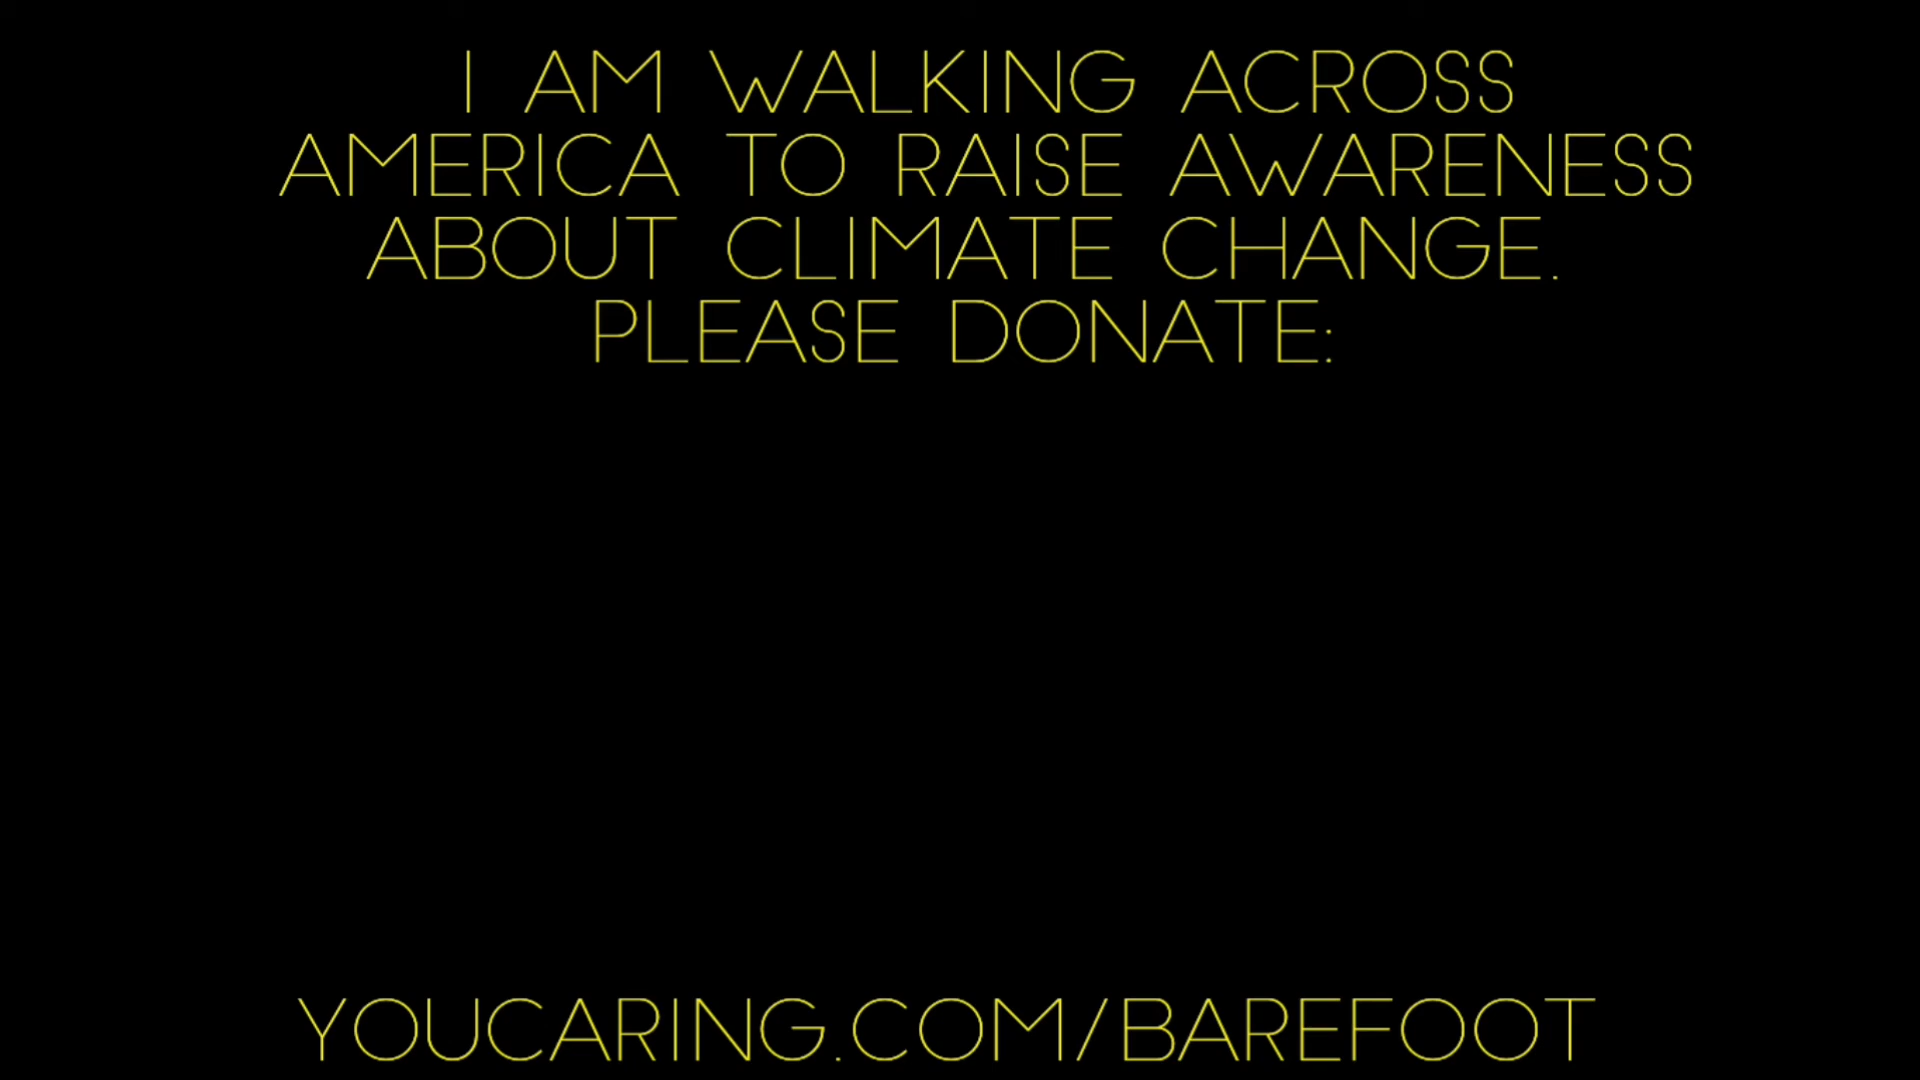 I AM WALKING ACROSS
AMERICA TO RAISE AWARENESS
ABOUT CLIMATE CHANGE.
PLEASE DONATE:
YOUCARING.COM/BAREFOOT